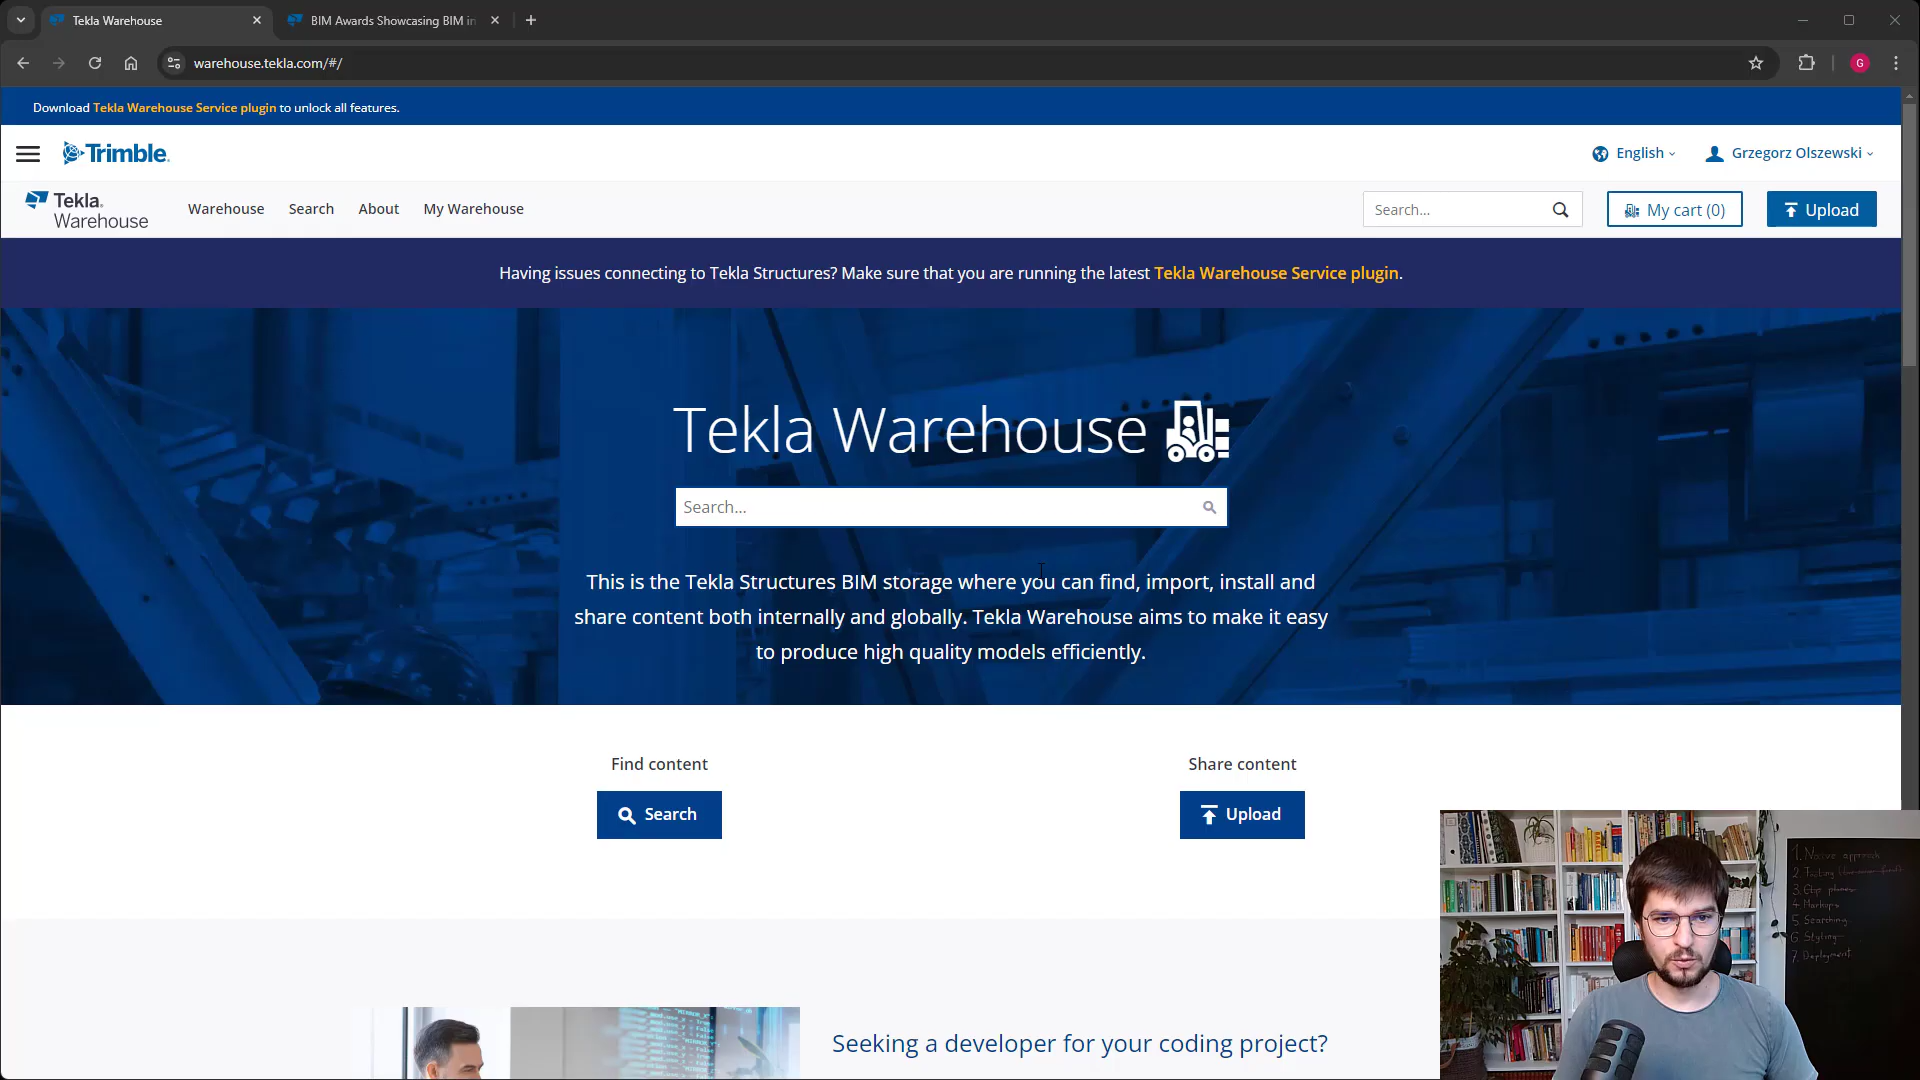 Tekla Warehouse
BIM Awards Showcasing BIM in
warehouse.tekla.com/#/
G
Download Tekla Warehouse Service plugin to unlock all features.
Trimble
English
Grzegorz Olszewski
Tekla
Warehouse
Warehouse
Search
About
My Warehouse
Search...
My cart (0)
Upload
Having issues connecting to Tekla Structures? Make sure that you are running the latest Tekla Warehouse Service plugin.
Tekla Warehouse
Search...
This is the Tekla Structures BIM storage where you can find, import, install and
share content both internally and globally. Tekla Warehouse aims to make it easy
to produce high quality models efficiently.
Find content
Share content
Search
Upload
Seeking a developer for your coding project?
1. Native approach
3. Clip planes
4. Markups
5 Searching
6 Styling
7. Deployment